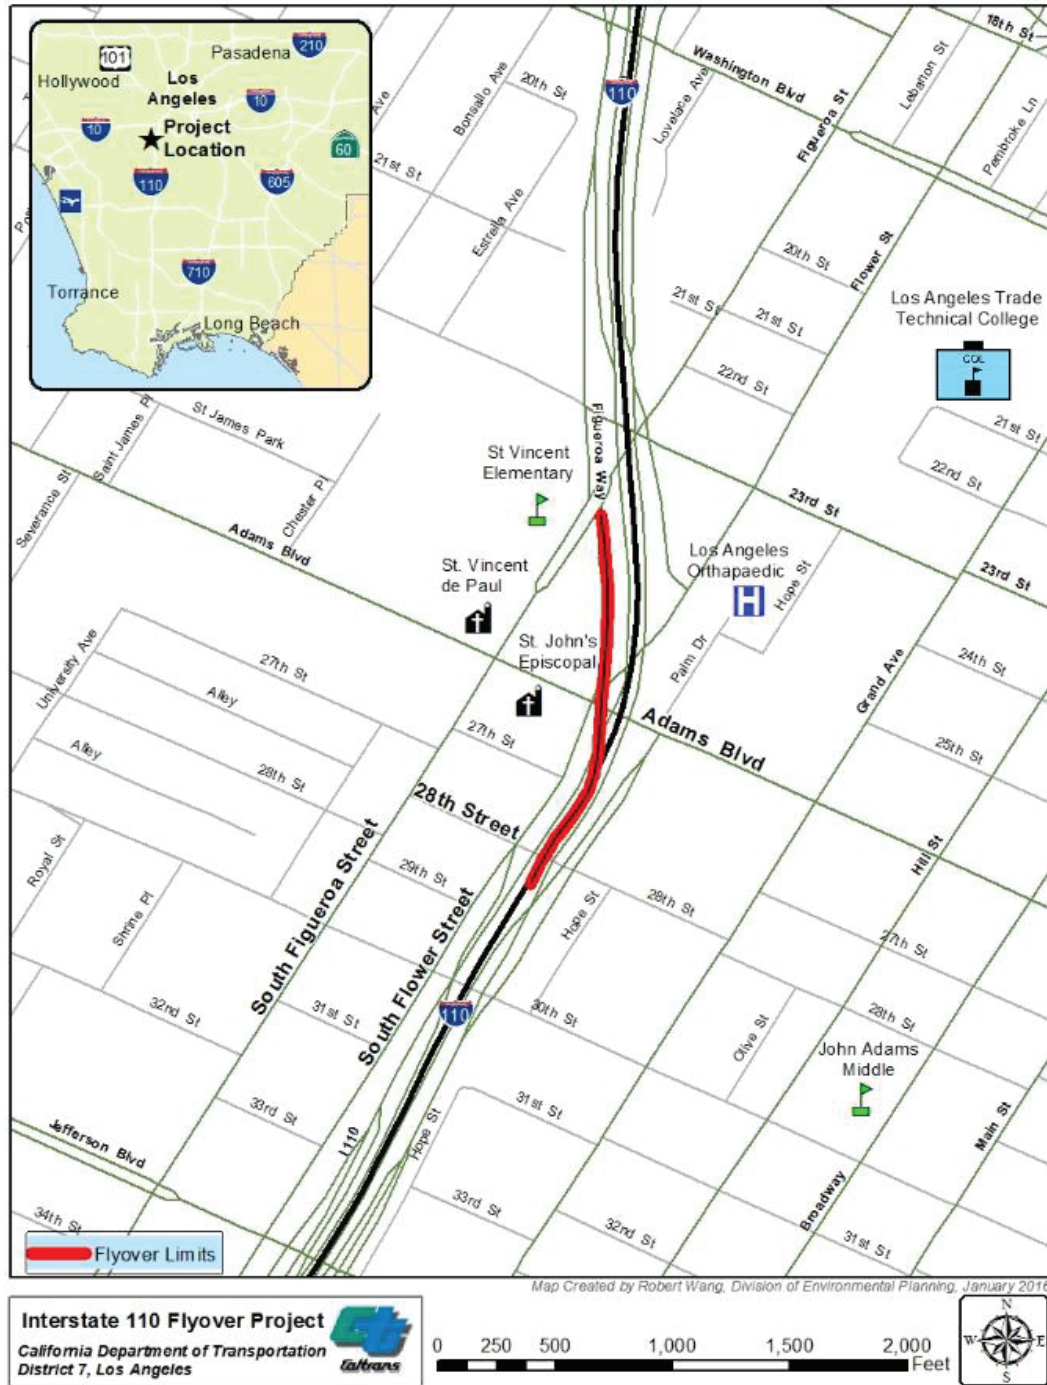 101
Pasadena
210
Hollywood
Los
Angeles
10
10
Project
Location
60
110
605
710
Torrance
Long Beach
18th St
Washington Blvd
Lebanon St
Pembroke Ln
110
Lovelace Ave
Figueroa St
Bonsallo Ave
20th St
Ave
21st St
Estrella Ave
20th St
Flower St
21st St
21st St
22nd St
Los Angeles Trade
Technical College
COL
21st St
22nd St
St James Park
Saint James Pl
Severance St
Chester Pl
Figueroa Way
St Vincent
Elementary
23rd St
23rd St
Adams Blvd
St. Vincent
de Paul
Los Angeles
Orthapaedic
H
Hope St
Palm Dr
St. John's
Episcopal
University Ave
27th St
Alley
Alley
28th St
27th St
Grand Ave
24th St
25th St
Adams Blvd
28th Street
Royal St
Shrine Pl
29th St
South Figueroa Street
South Flower Street
Hope St
28th St
Hill St
27th St
28th St
32nd St
31st St
110
30th St
Olive St
John Adams
Middle
33rd St
I 110
Hope St
31st St
Main St
Jefferson Blvd
34th St
33rd St
32nd St
Broadway
31st St
Flyover Limits
Map Created by Robert Wang, Division of Environmental Planning, January 2016
Interstate 110 Flyover Project
California Department of Transportation
District 7, Los Angeles
Caltrans
0 250 500 1,000 1,500 2,000
Feet
N
W E
S